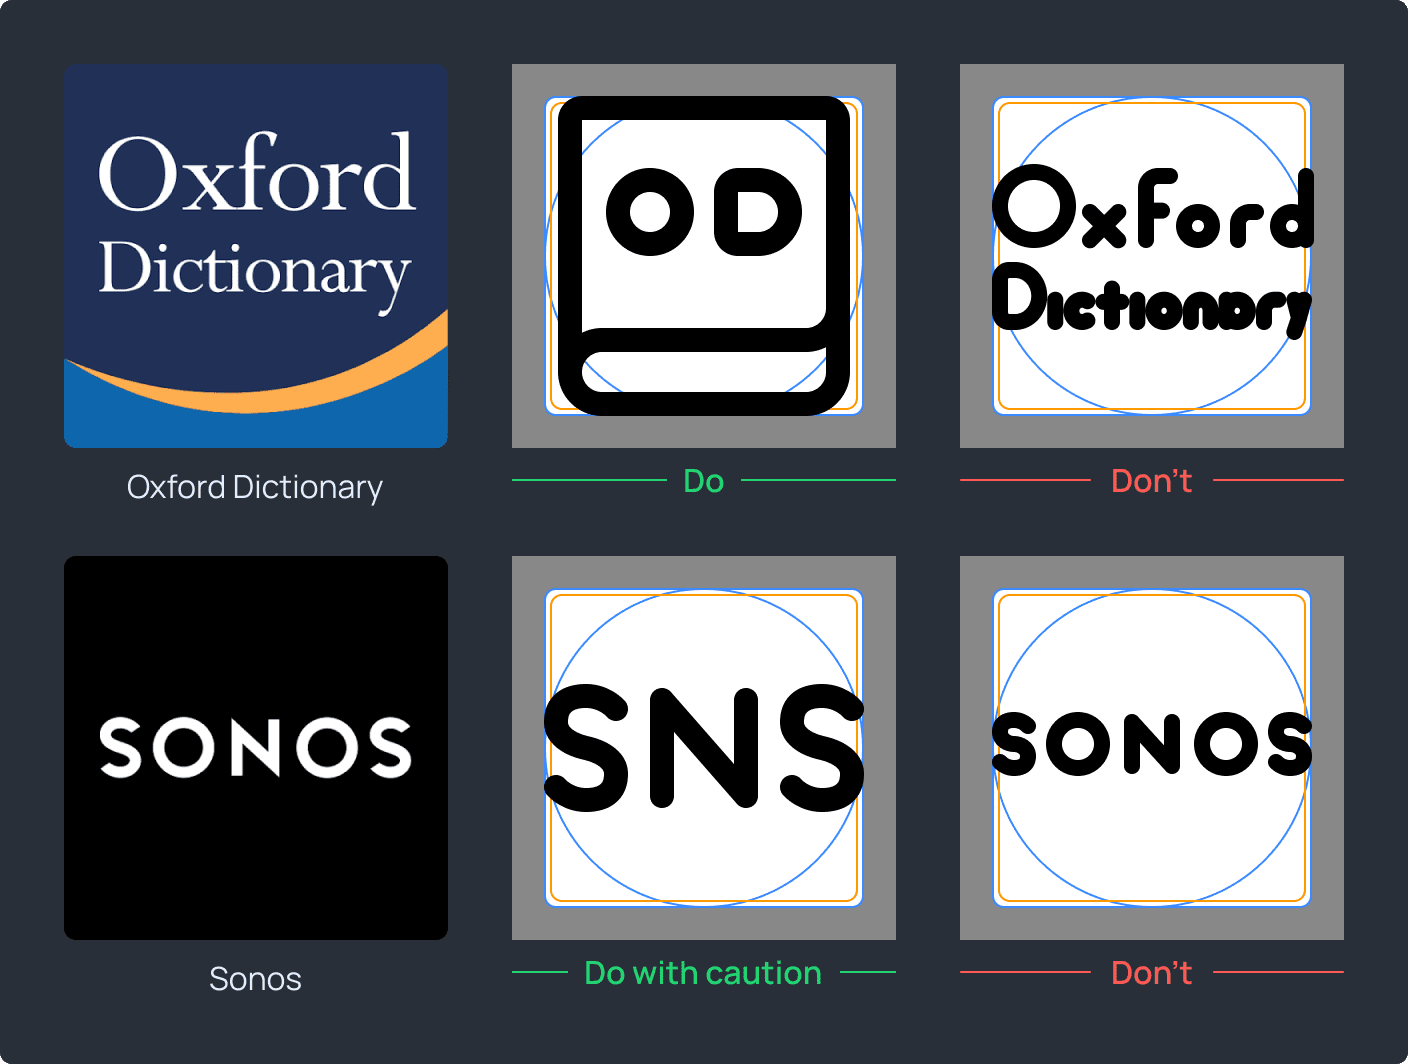 Oxford
Dictionary
OD
Oxford
Dictionary
Oxford Dictionary
Do
Don't
SONOS
SNS
SONOS
Sonos
Do with caution
Don't